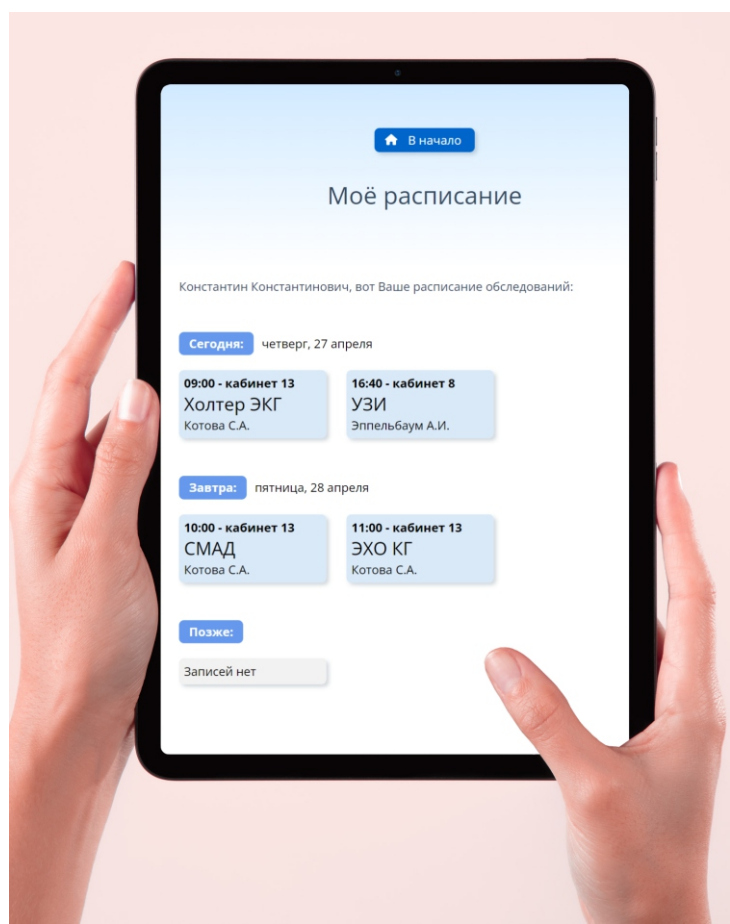 В начало
Моё расписание
Константин Константинович, вот Ваше расписание обследований:
Сегодня: четверг, 27 апреля
09:00 - кабинет 13
Холтер ЭКГ
Котова С.А.
16:40 - кабинет 8
УЗИ
Эппельбаум А.И.
Завтра: пятница, 28 апреля
10:00 - кабинет 13
СМАД
Котова С.А.
11:00 - кабинет 13
ЭХО КГ
Котова С.А.
Позже:
Записей нет